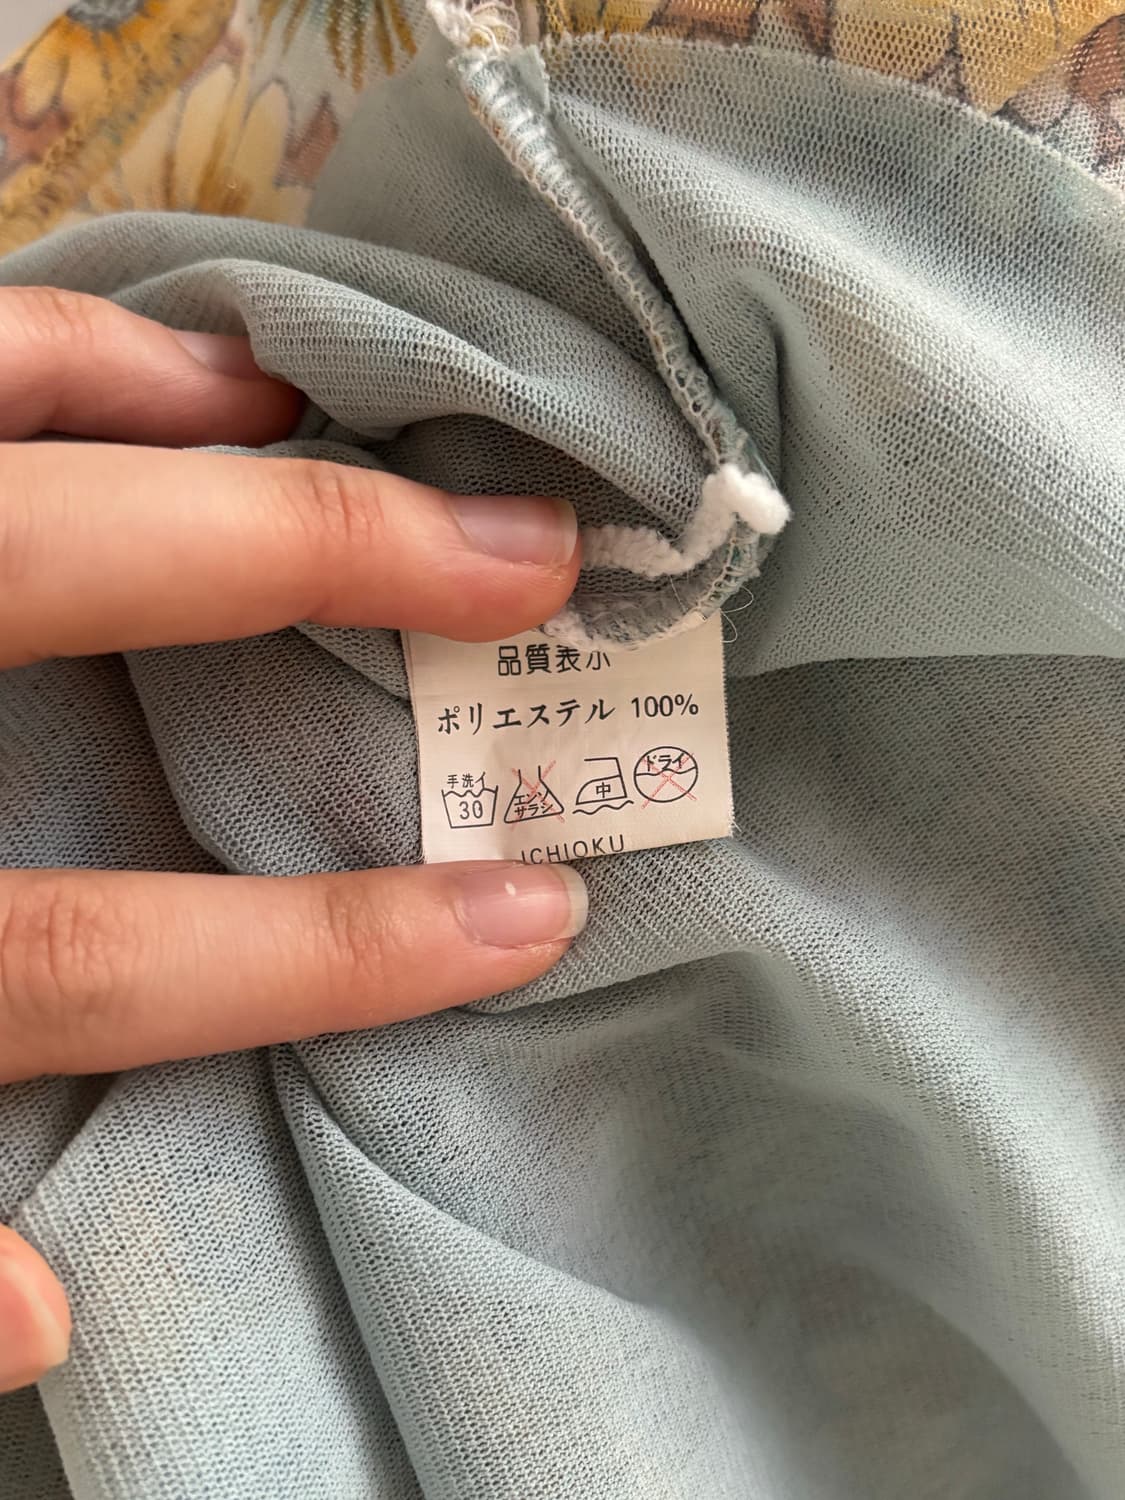 品質表示
ポリエステル 100%
手洗イ
30
エンソ
サラシ
中
ドライ
ICHIOKU